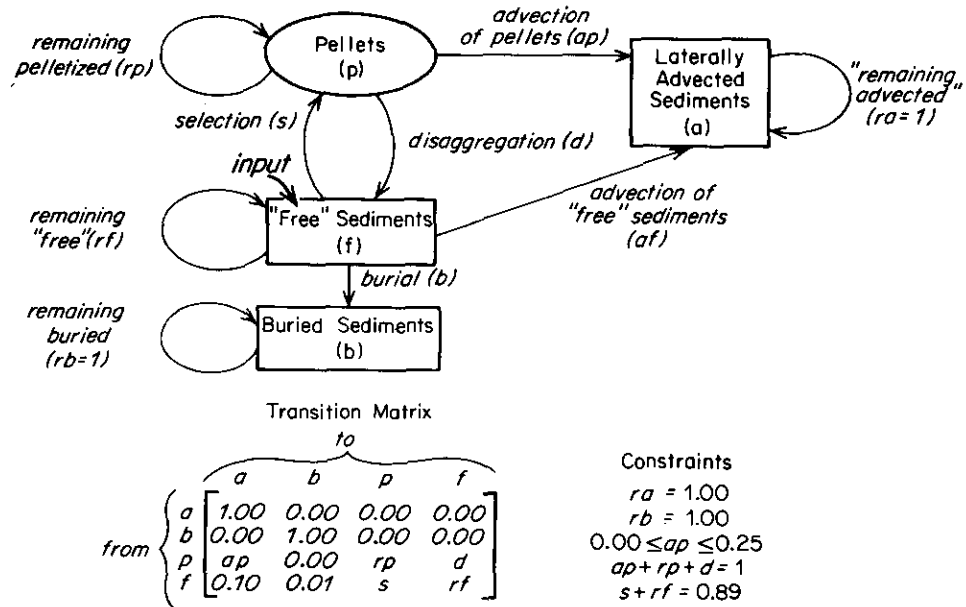 remaining
pelletized (rp)
Pellets
(p)
advection
of pellets (ap)
Laterally
Advected
Sediments
(a)
"remaining
advected"
(ra = 1)
selection (s)
disaggregation (d)
input
remaining
"free"(rf)
"Free" Sediments
(f)
advection of
"free" sediments
(af)
burial (b)
remaining
buried
(rb=1)
Buried Sediments
(b)
Transition Matrix
to
a b p f
from
a 1.00 0.00 0.00 0.00
b 0.00 1.00 0.00 0.00
p ap 0.00 rp d
f 0.10 0.01 s rf
Constraints
ra = 1.00
rb = 1.00
0.00 ≤ ap ≤ 0.25
ap + rp + d = 1
s + rf = 0.89